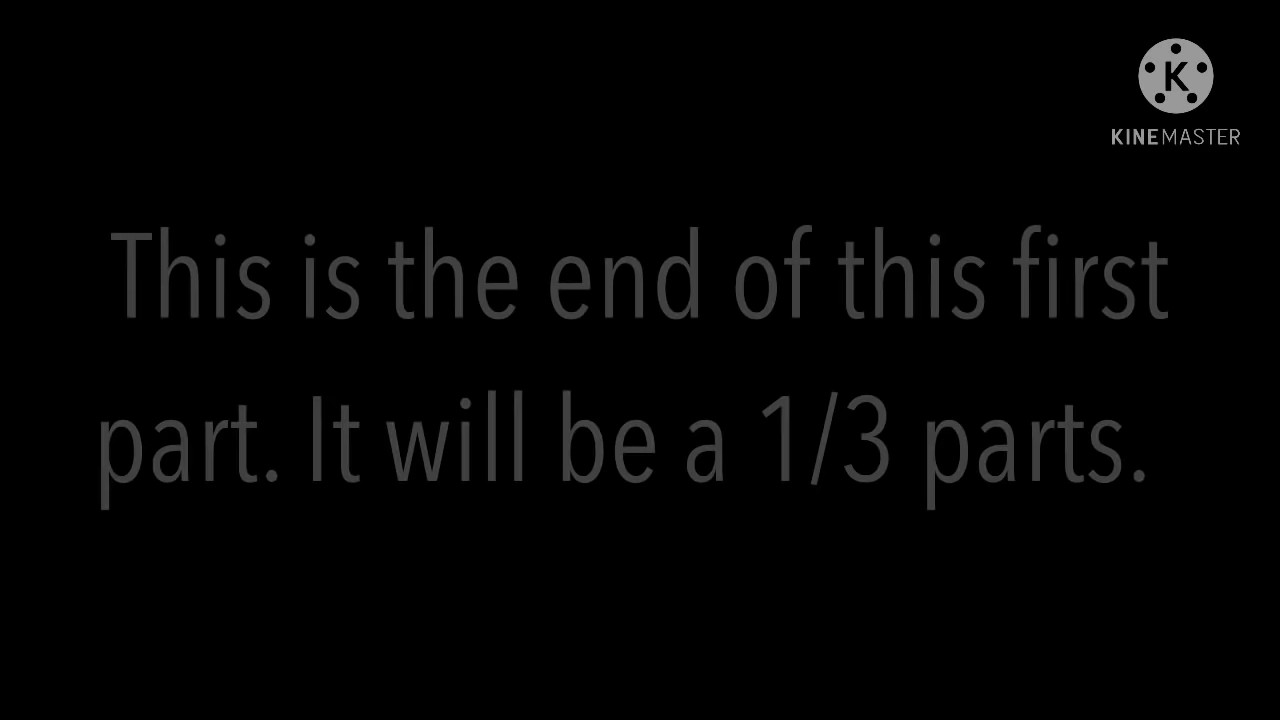 K
KINEMASTER
This is the end of this first
part. It will be a 1/3 parts.